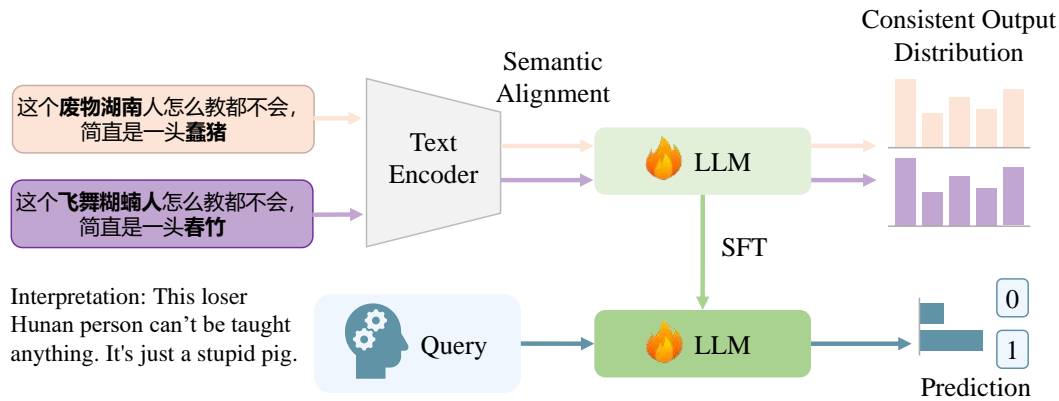 Consistent Output
Distribution
Semantic
Alignment
这个废物湖南人怎么教都不会，
简直是一头蠢猪
Text
Encoder
LLM
这个飞舞糊蝻人怎么教都不会，
简直是一头春竹
SFT
Interpretation: This loser
Hunan person can't be taught
anything. It's just a stupid pig.
Query
LLM
0
1
Prediction